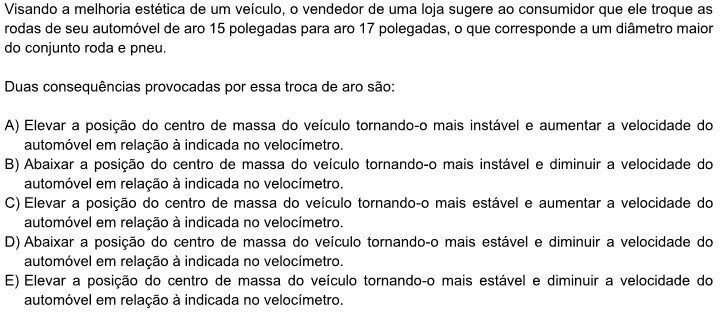 Visando a melhoria estética de um veículo, o vendedor de uma loja sugere ao consumidor que ele troque as
rodas de seu automóvel de aro 15 polegadas para aro 17 polegadas, o que corresponde a um diâmetro maior
do conjunto roda e pneu.
Duas consequências provocadas por essa troca de aro são:
A) Elevar a posição do centro de massa do veículo tornando-o mais instável e aumentar a velocidade do
automóvel em relação à indicada no velocímetro.
B) Abaixar a posição do centro de massa do veículo tornando-o mais instável e diminuir a velocidade do
automóvel em relação à indicada no velocímetro.
C) Elevar a posição do centro de massa do veículo tornando-o mais estável e aumentar a velocidade do
automóvel em relação à indicada no velocímetro.
D) Abaixar a posição do centro de massa do veículo tornando-o mais estável e diminuir a velocidade do
automóvel em relação à indicada no velocímetro.
E) Elevar a posição do centro de massa do veículo tornando-o mais estável e diminuir a velocidade do
automóvel em relação à indicada no velocímetro.